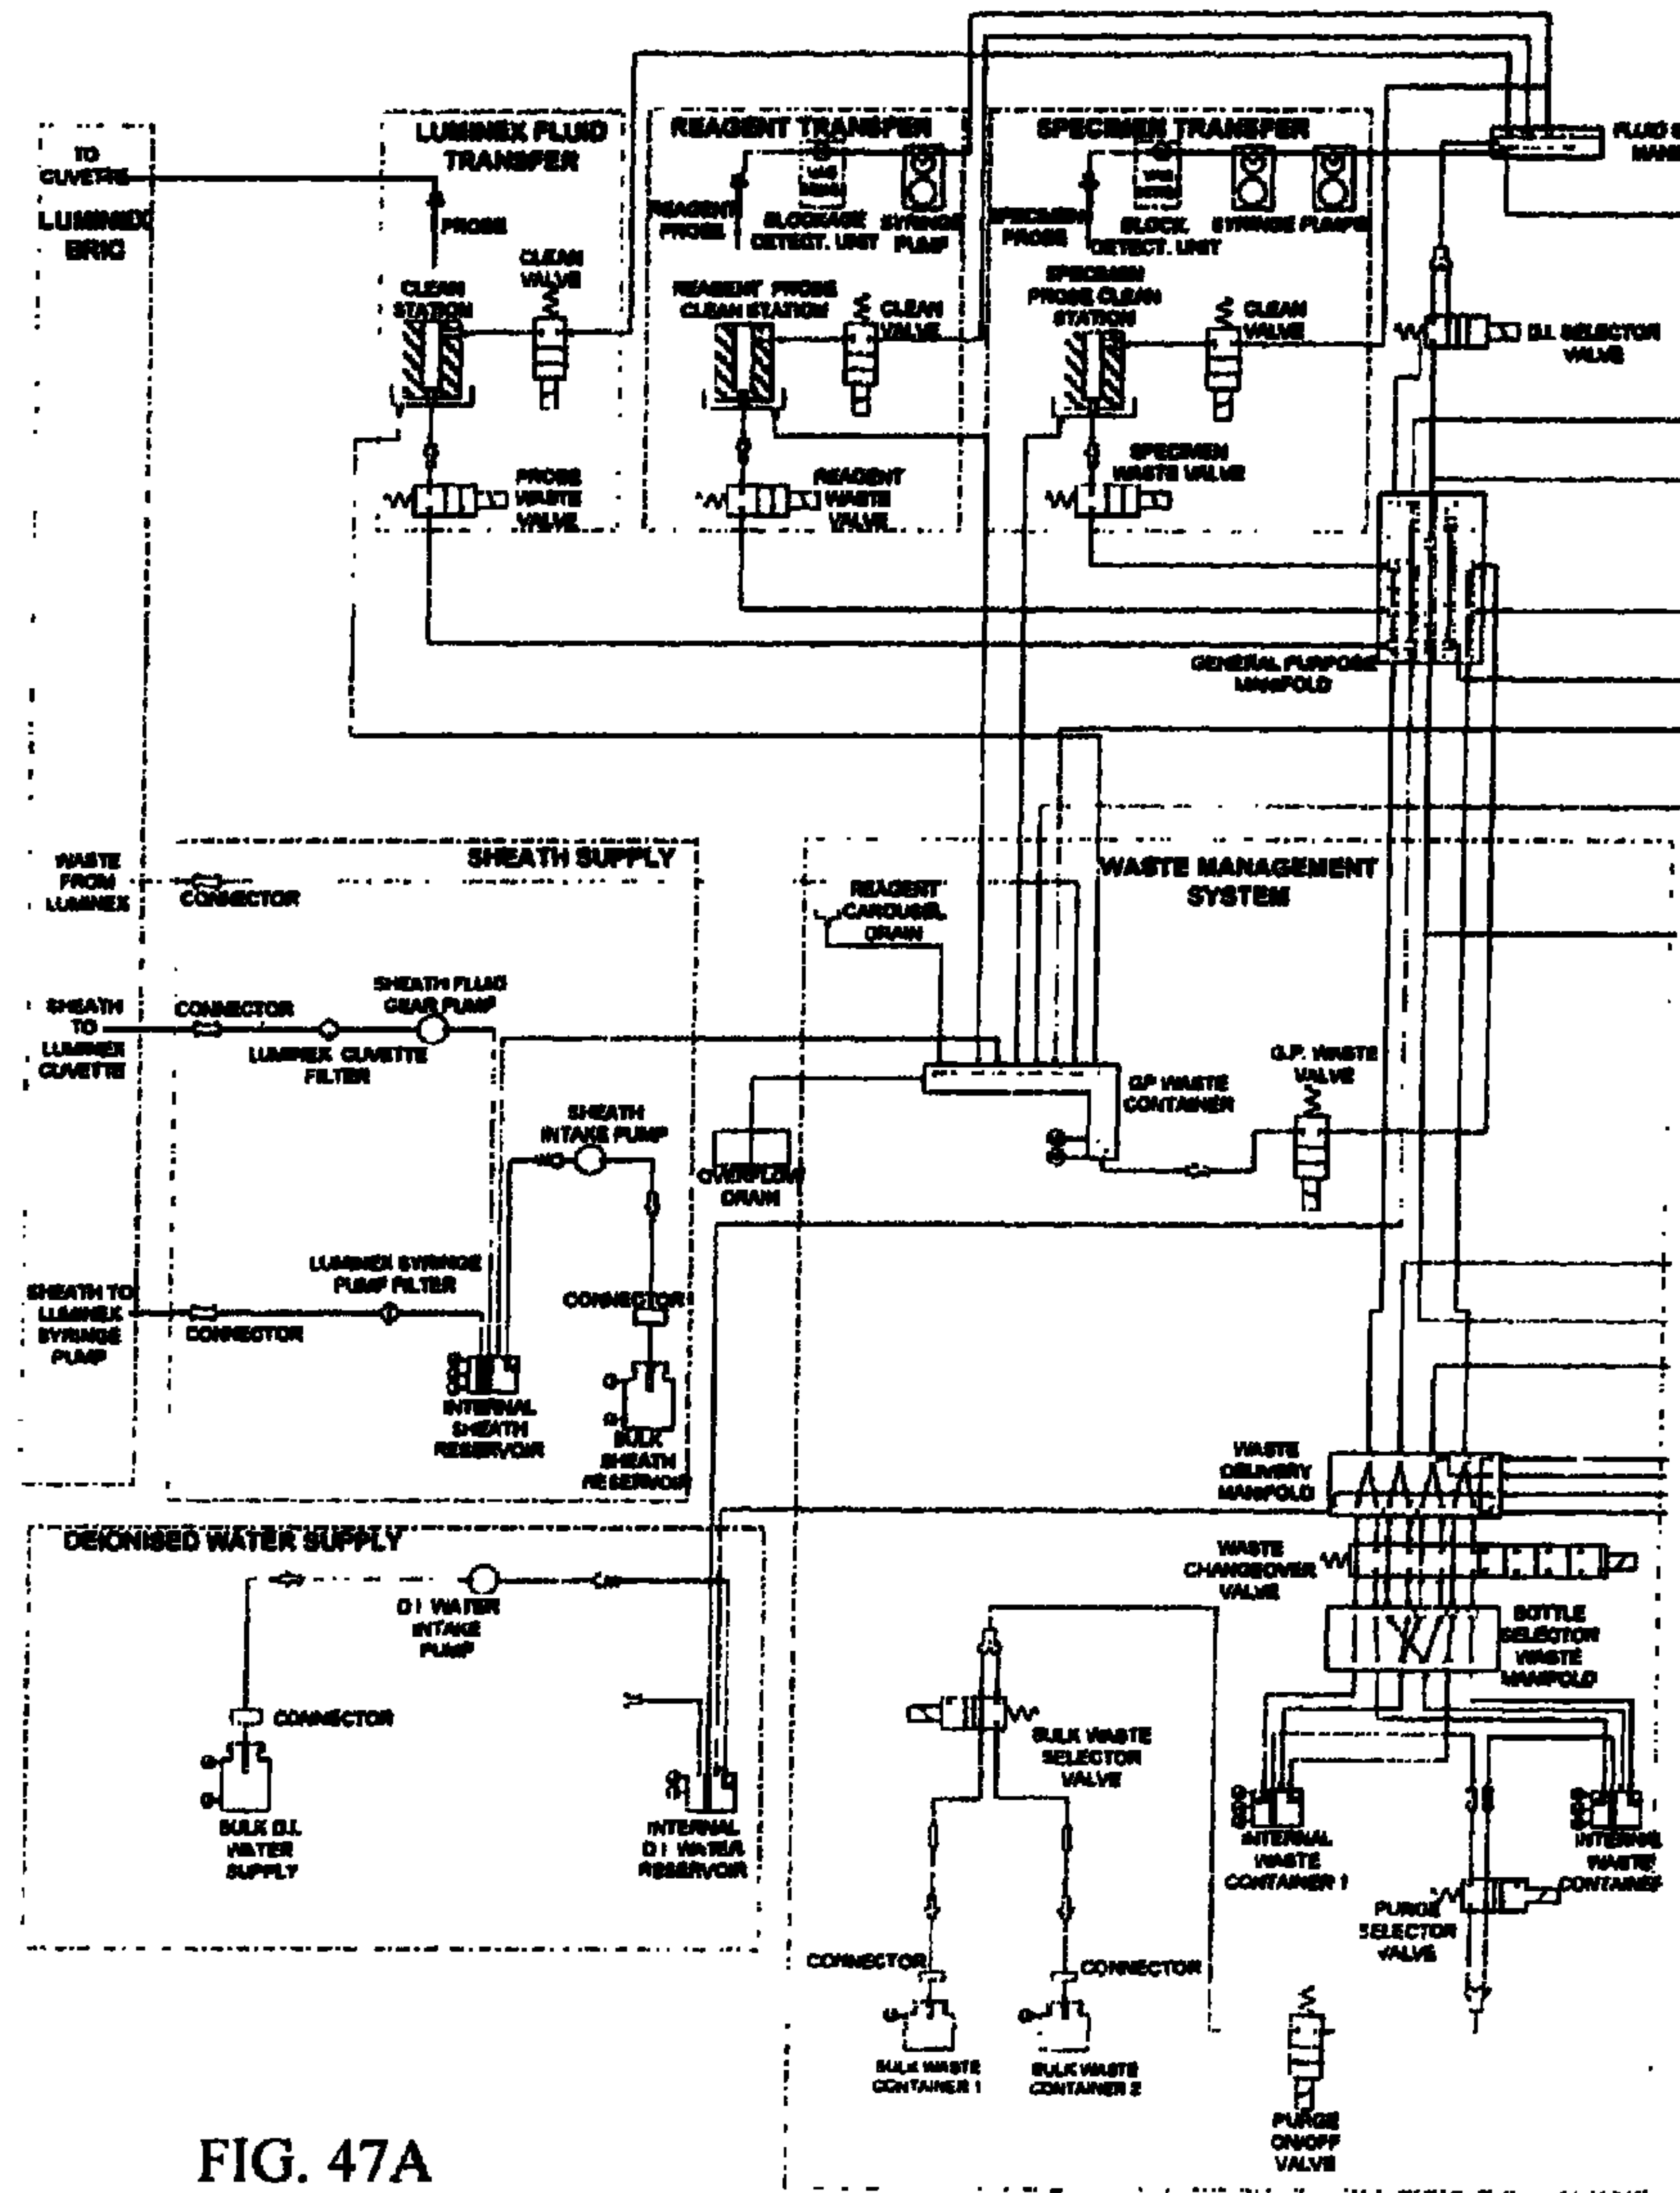 LUMINEX FLUID
TRANSFER
REAGENT TRANSFER
SPECIMEN TRANSFER
TO
CUVETTE
LUMINEX
BRIC
PROBE
REAGENT
PROBE
BLOCKAGE
DETECT. UNIT
SYRINGE
PUMP
SPECIMEN
PROBE
BLOCK.
DETECT. UNIT
SYRINGE PUMPS
CLEAN
VALVE
CLEAN
STATION
REAGENT PROBE
CLEAN STATION
CLEAN
VALVE
SPECIMEN
PROBE CLEAN
STATION
CLEAN
VALVE
D.I. SELECTOR
VALVE
PROBE
WASTE
VALVE
REAGENT
WASTE
VALVE
SPECIMEN
WASTE VALVE
GENERAL PURPOSE
MANIFOLD
SHEATH SUPPLY
WASTE
FROM
LUMINEX
CONNECTOR
WASTE MANAGEMENT
SYSTEM
REAGENT
CAROUSEL
DRAIN
SHEATH
TO
LUMINEX
CUVETTE
CONNECTOR
SHEATH FLUID
GEAR PUMP
LUMINEX CUVETTE
FILTER
SHEATH
INTAKE PUMP
OVERFLOW
DRAIN
GP WASTE
CONTAINER
G.P. WASTE
VALVE
LUMINEX SYRINGE
PUMP FILTER
SHEATH TO
LUMINEX
SYRINGE
PUMP
CONNECTOR
CONNECTOR
INTERNAL
SHEATH
RESERVOIR
BULK
SHEATH
RESERVOIR
WASTE
DELIVERY
MANIFOLD
DEIONISED WATER SUPPLY
WASTE
CHANGEOVER
VALVE
D I WATER
INTAKE
PUMP
BOTTLE
SELECTOR
WASTE
MANIFOLD
CONNECTOR
BULK WASTE
SELECTOR
VALVE
BULK D.I.
WATER
SUPPLY
INTERNAL
D I WATER
RESERVOIR
INTERNAL
WASTE
CONTAINER 1
INTERNAL
WASTE
CONTAINER
PURGE
SELECTOR
VALVE
CONNECTOR
CONNECTOR
BULK WASTE
CONTAINER 1
BULK WASTE
CONTAINER 2
PURGE
ON/OFF
VALVE
FIG. 47A